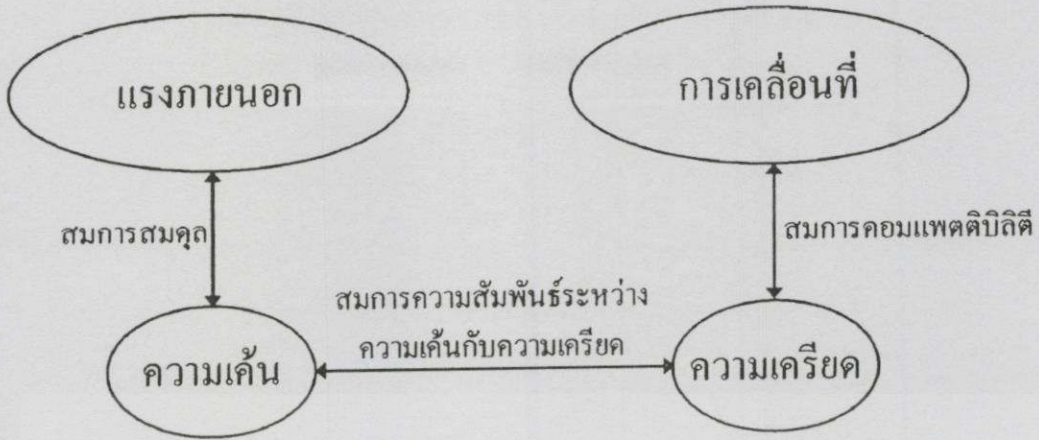 แรงภายนอก
การเคลื่อนที่
สมการสมดุล
สมการคอมแพตติบิลิตี
สมการความสัมพันธ์ระหว่าง
ความเค้นกับความเครียด
ความเค้น
ความเครียด